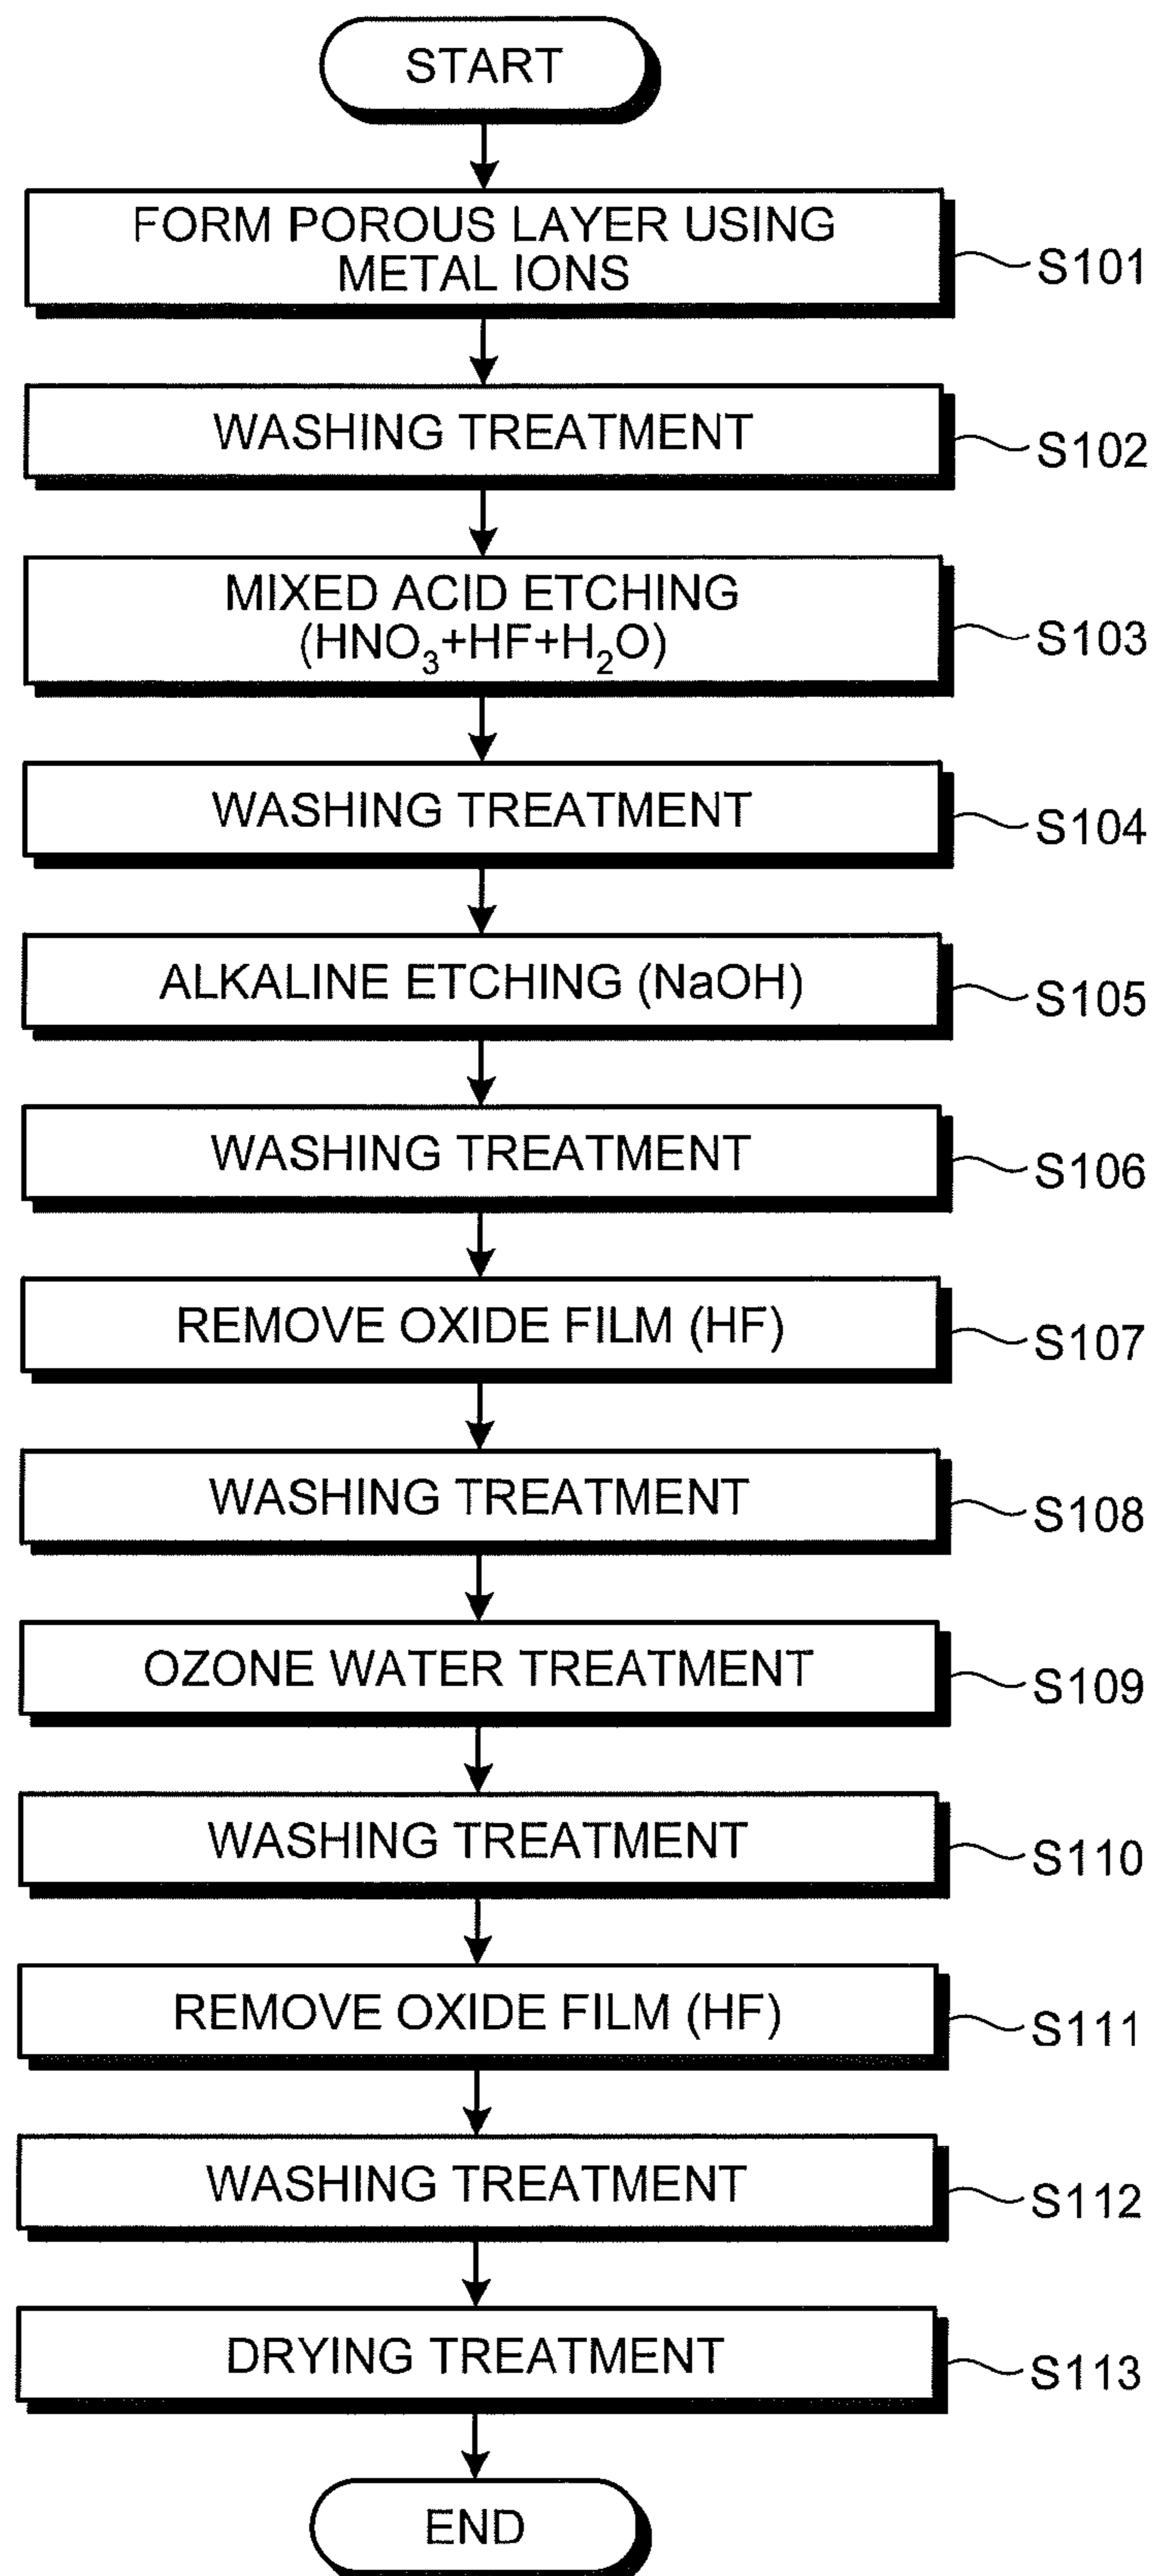 START
FORM POROUS LAYER USING
METAL IONS
S101
WASHING TREATMENT
S102
MIXED ACID ETCHING
(HNO₃+HF+H₂O)
S103
WASHING TREATMENT
S104
ALKALINE ETCHING (NaOH)
S105
WASHING TREATMENT
S106
REMOVE OXIDE FILM (HF)
S107
WASHING TREATMENT
S108
OZONE WATER TREATMENT
S109
WASHING TREATMENT
S110
REMOVE OXIDE FILM (HF)
S111
WASHING TREATMENT
S112
DRYING TREATMENT
S113
END